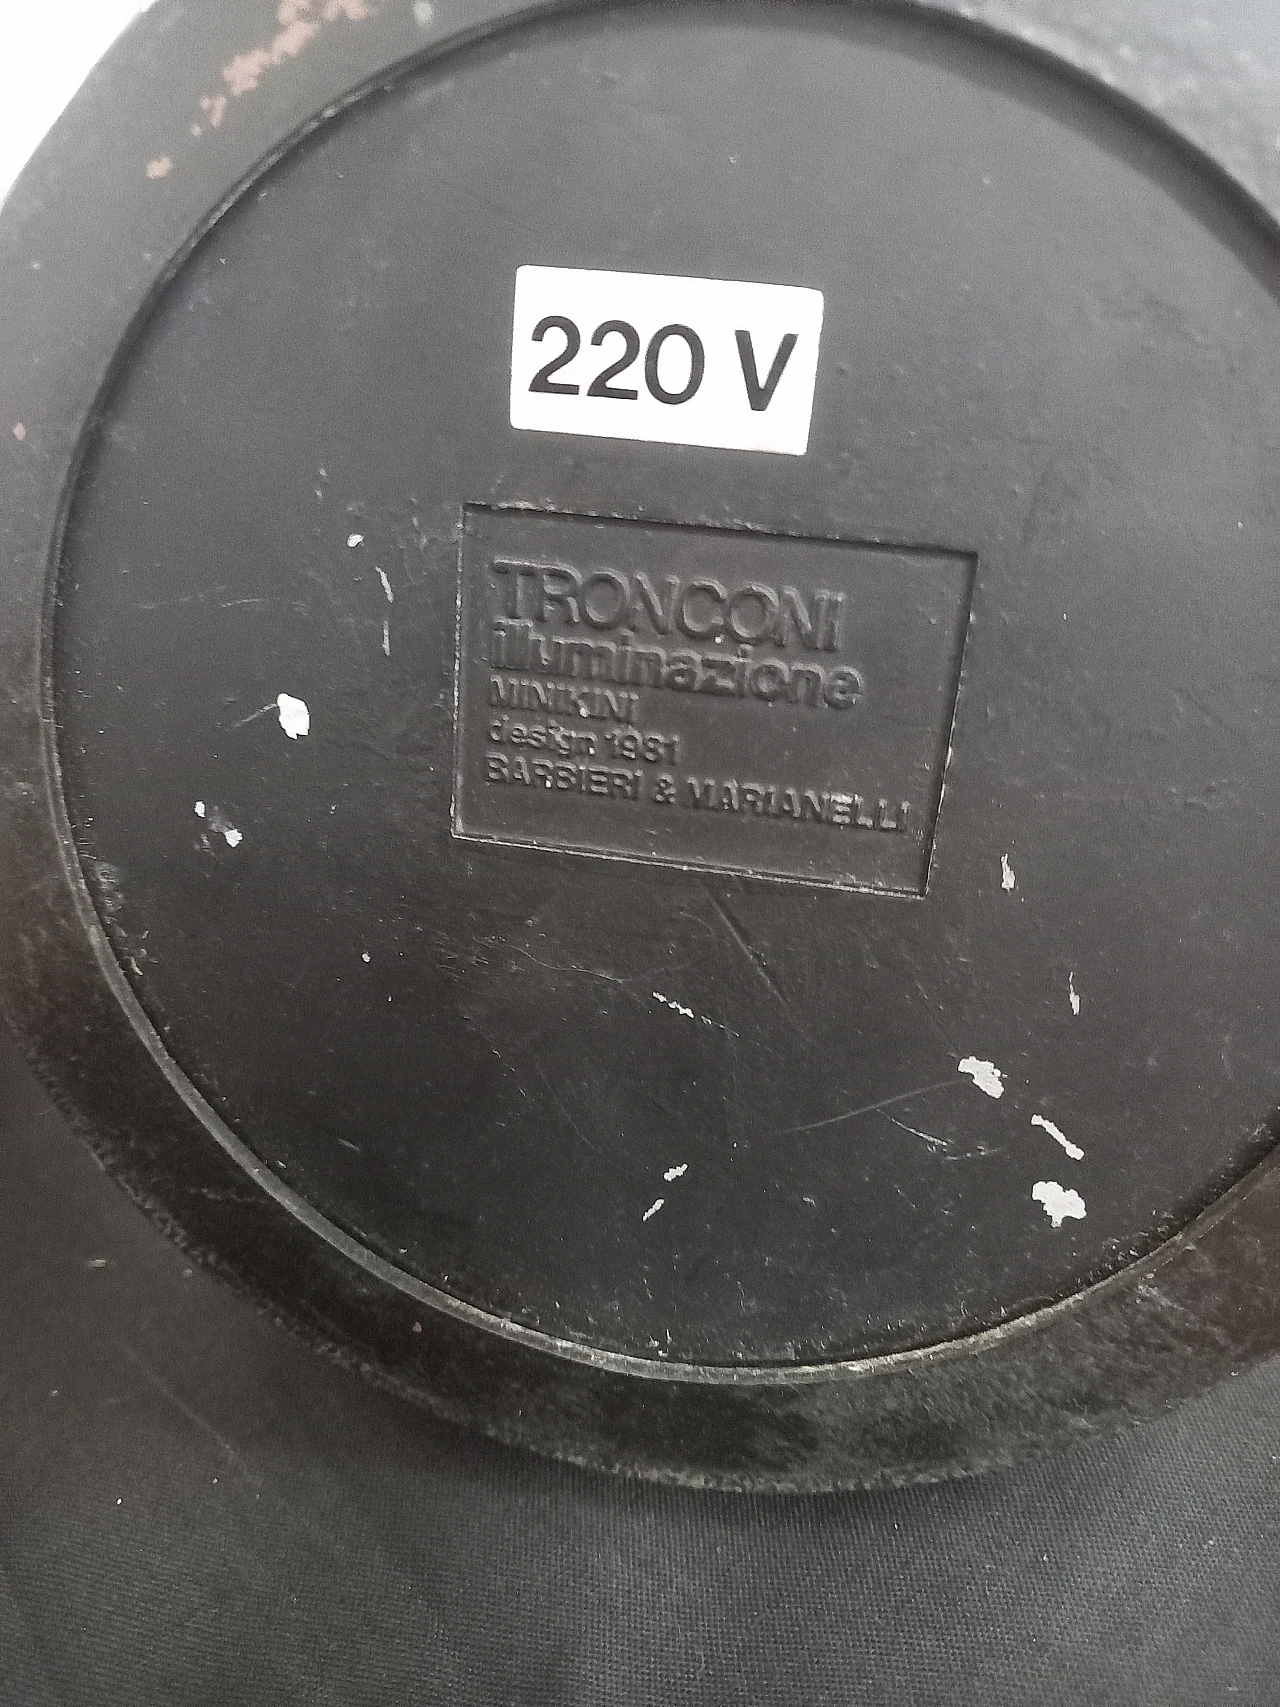 220 V
TRONCONI
illuminazione
MINIKINI
design 1981
BARBIERI & MARIANELLI